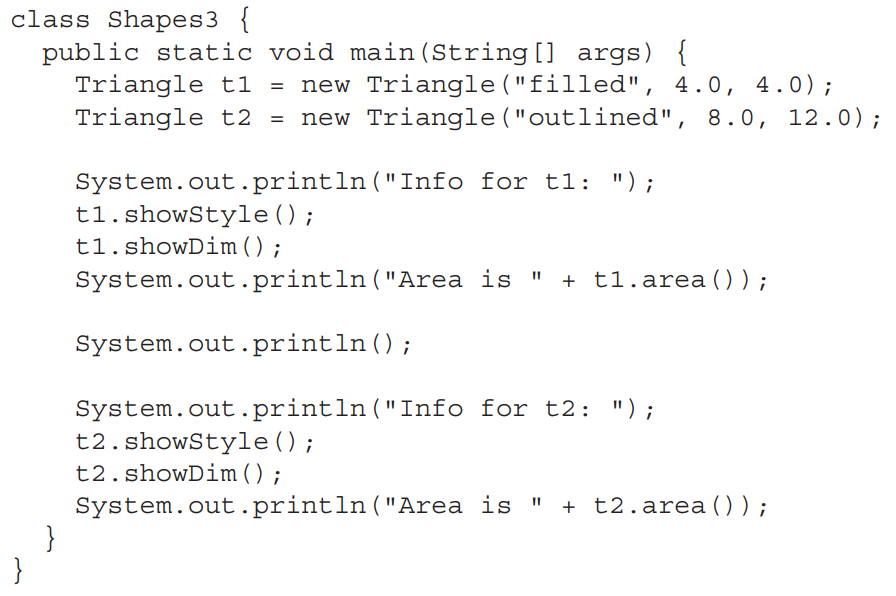 class Shapes3 {
  public static void main(String[] args) {
    Triangle t1 = new Triangle("filled", 4.0, 4.0);
    Triangle t2 = new Triangle("outlined", 8.0, 12.0);

    System.out.println("Info for t1: ");
    t1.showStyle();
    t1.showDim();
    System.out.println("Area is " + t1.area());

    System.out.println();

    System.out.println("Info for t2: ");
    t2.showStyle();
    t2.showDim();
    System.out.println("Area is " + t2.area());
  }
}